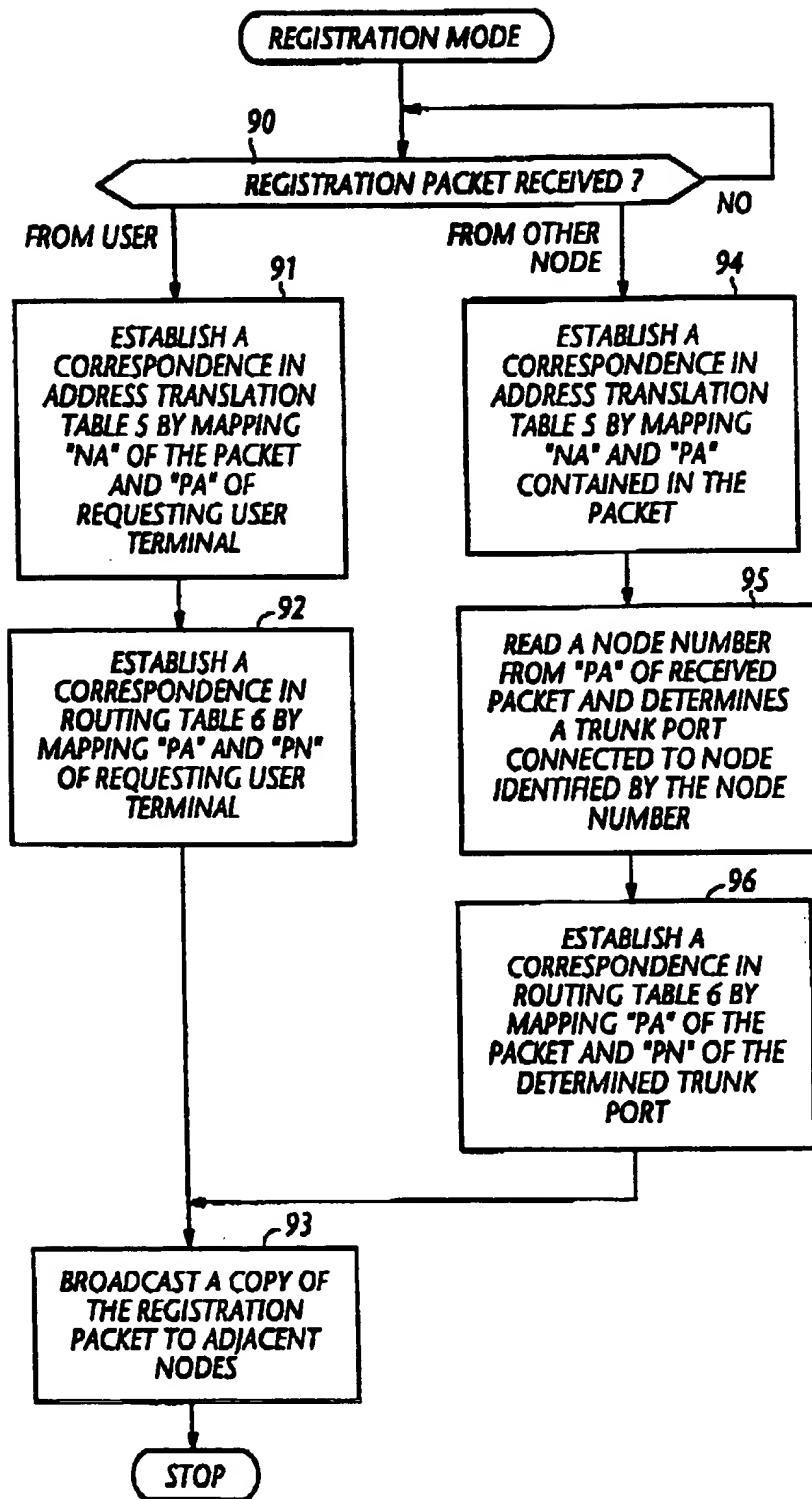 REGISTRATION MODE
90
REGISTRATION PACKET RECEIVED ?
NO
FROM USER
FROM OTHER
NODE
91
ESTABLISH A
CORRESPONDENCE IN
ADDRESS TRANSLATION
TABLE 5 BY MAPPING
"NA" OF THE PACKET
AND "PA" OF
REQUESTING USER
TERMINAL
92
ESTABLISH A
CORRESPONDENCE IN
ROUTING TABLE 6 BY
MAPPING "PA" AND "PN"
OF REQUESTING USER
TERMINAL
94
ESTABLISH A
CORRESPONDENCE IN
ADDRESS TRANSLATION
TABLE 5 BY MAPPING
"NA" AND "PA"
CONTAINED IN THE
PACKET
95
READ A NODE NUMBER
FROM "PA" OF RECEIVED
PACKET AND DETERMINES
A TRUNK PORT
CONNECTED TO NODE
IDENTIFIED BY THE NODE
NUMBER
96
ESTABLISH A
CORRESPONDENCE IN
ROUTING TABLE 6 BY
MAPPING "PA" OF THE
PACKET AND "PN" OF THE
DETERMINED TRUNK
PORT
93
BROADCAST A COPY OF
THE REGISTRATION
PACKET TO ADJACENT
NODES
STOP